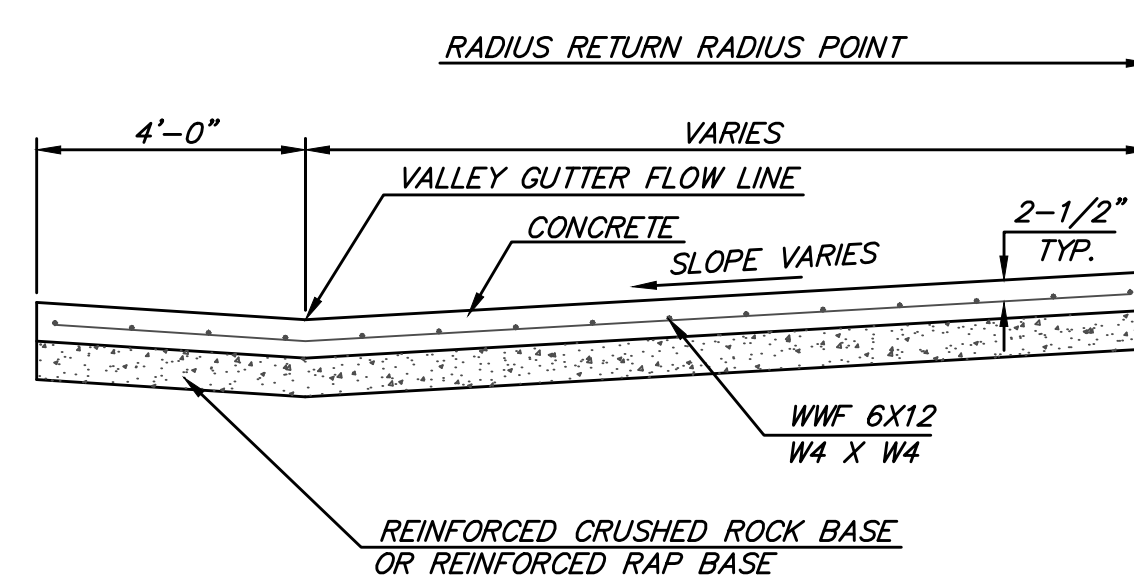 RADIUS RETURN RADIUS POINT
4'-0"
VARIES
VALLEY GUTTER FLOW LINE
2-1/2"
TYP.
CONCRETE
SLOPE VARIES
WWF 6X12
W4 X W4
REINFORCED CRUSHED ROCK BASE
OR REINFORCED RAP BASE